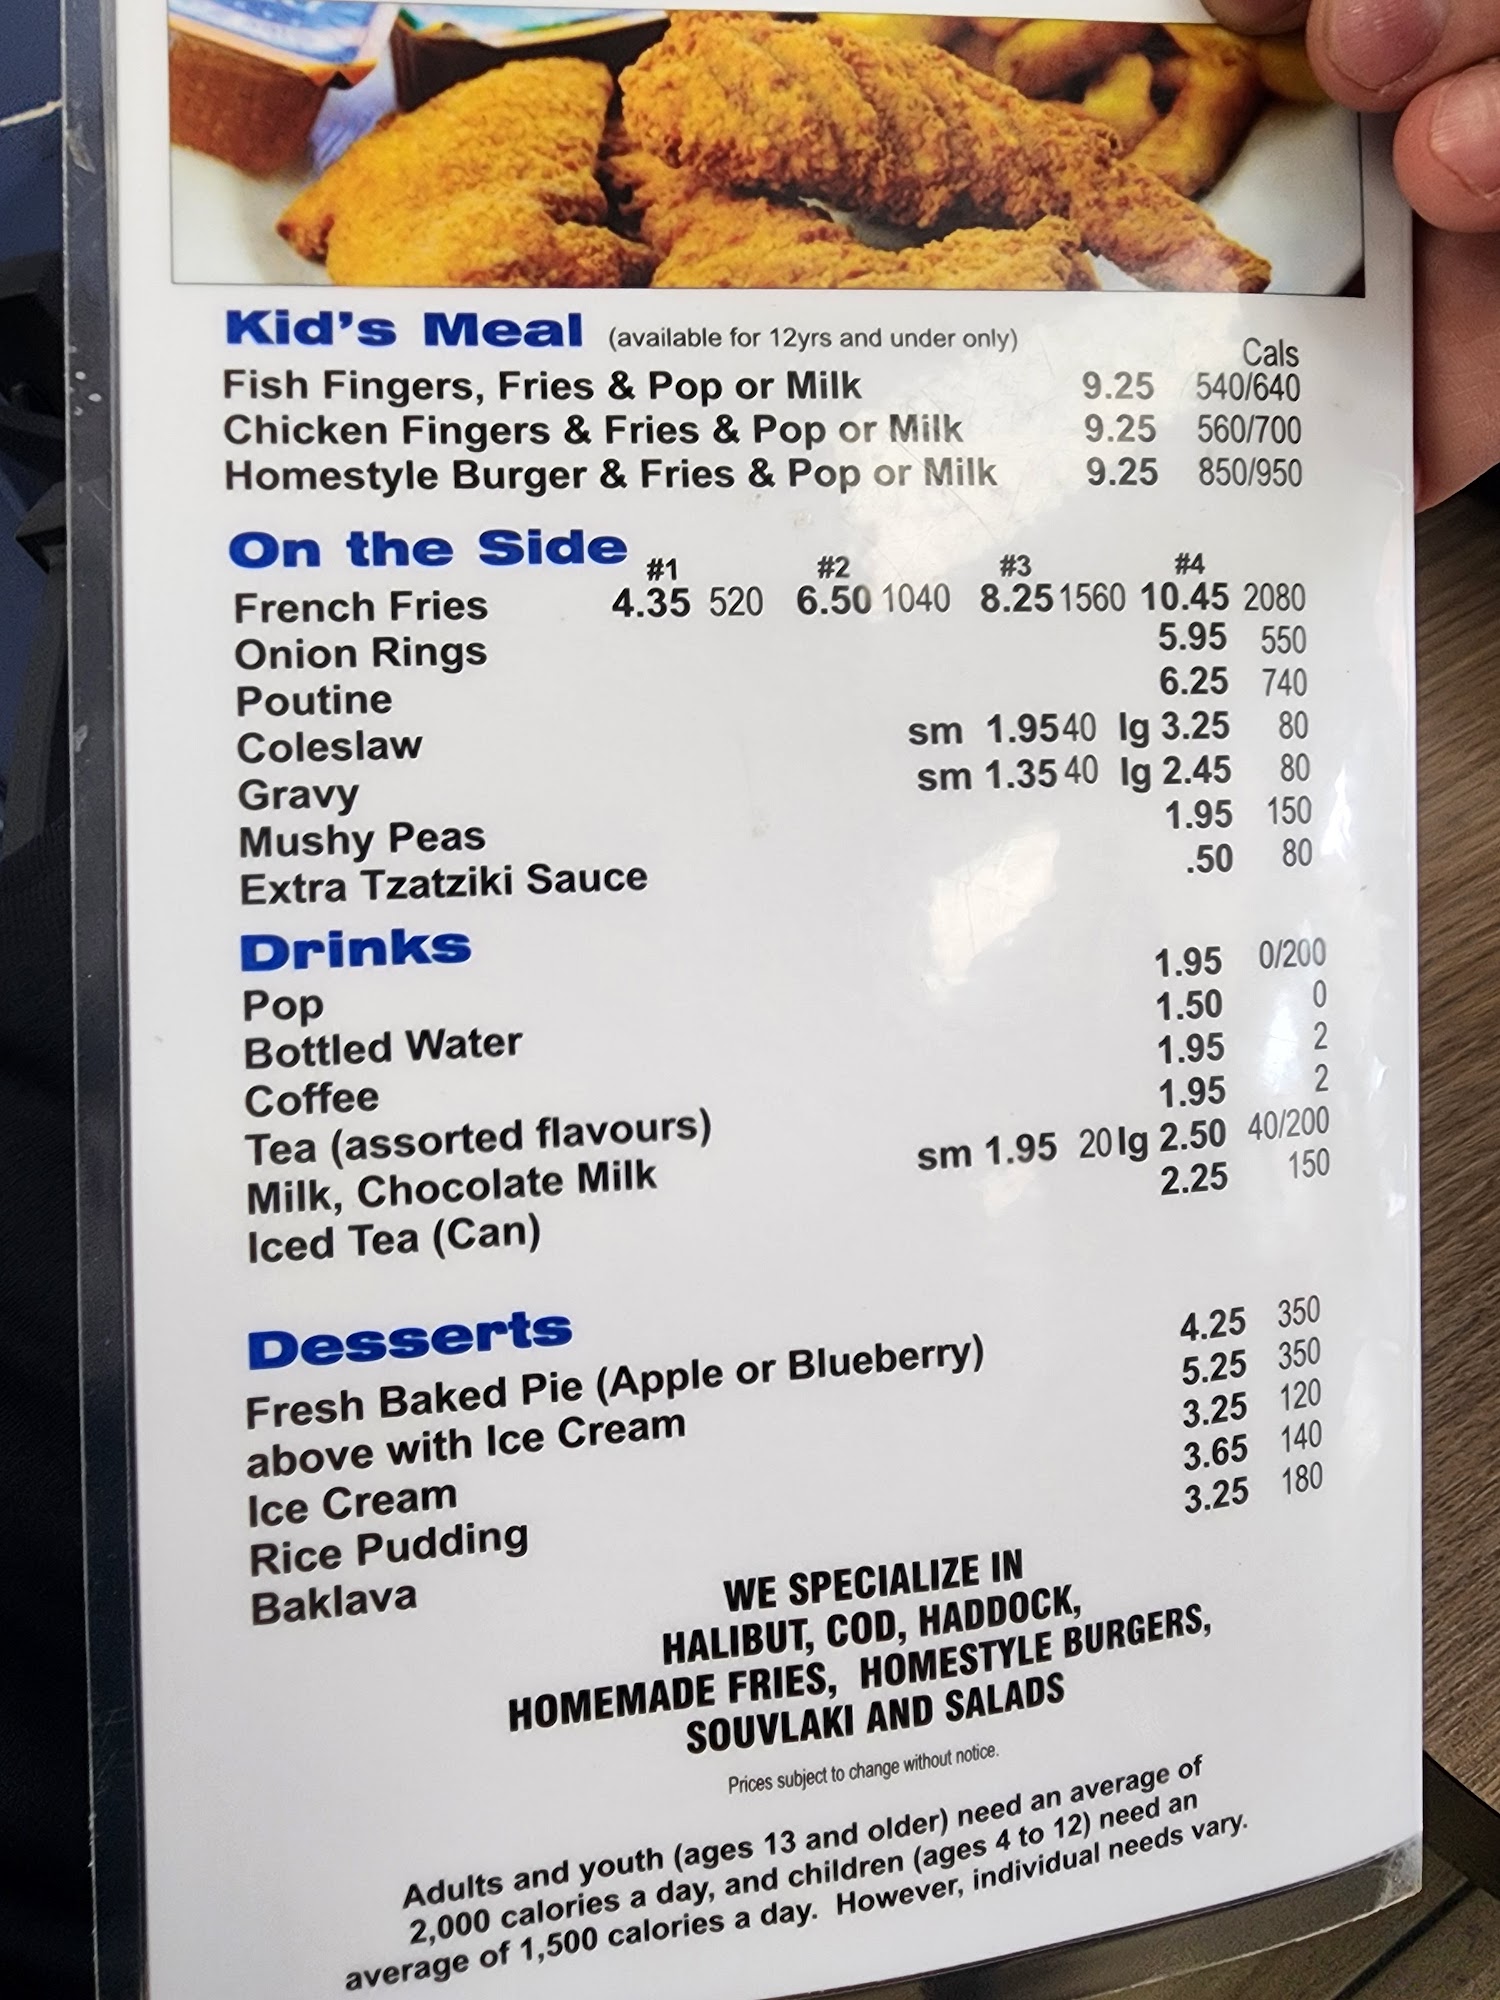 Kid's Meal (available for 12yrs and under only) Cals
Fish Fingers, Fries & Pop or Milk 9.25 540/640
Chicken Fingers & Fries & Pop or Milk 9.25 560/700
Homestyle Burger & Fries & Pop or Milk 9.25 850/950
On the Side #1 #2 #3 #4
French Fries 4.35 520 6.50 1040 8.25 1560 10.45 2080
Onion Rings 5.95 550
Poutine 6.25 740
Coleslaw sm 1.95 40 lg 3.25 80
Gravy sm 1.35 40 lg 2.45 80
Mushy Peas 1.95 150
Extra Tzatziki Sauce .50 80
Drinks
Pop 1.95 0/200
Bottled Water 1.50 0
Coffee 1.95 2
Tea (assorted flavours) 1.95 2
Milk, Chocolate Milk sm 1.95 20 lg 2.50 40/200
Iced Tea (Can) 2.25 150
Desserts
Fresh Baked Pie (Apple or Blueberry) 4.25 350
above with Ice Cream 5.25 350
Ice Cream 3.25 120
Rice Pudding 3.65 140
Baklava 3.25 180
WE SPECIALIZE IN
HALIBUT, COD, HADDOCK,
HOMEMADE FRIES, HOMESTYLE BURGERS,
SOUVLAKI AND SALADS
Prices subject to change without notice.
Adults and youth (ages 13 and older) need an average of
2,000 calories a day, and children (ages 4 to 12) need an
average of 1,500 calories a day. However, individual needs vary.